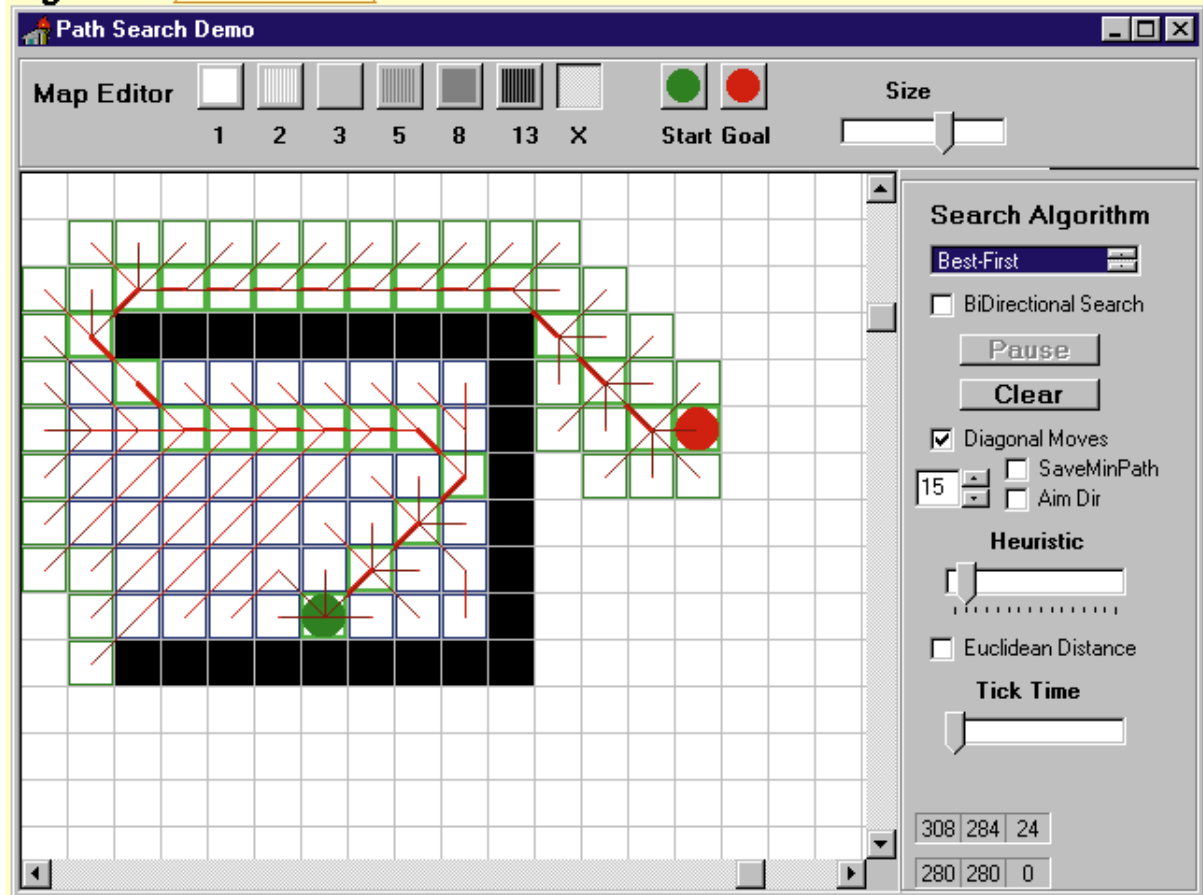 Path Search Demo
Map Editor
1 2 3 5 8 13 X
Start Goal
Size
Search Algorithm
Best-First
BiDirectional Search
Pause
Clear
Diagonal Moves
15
SaveMinPath
Aim Dir
Heuristic
Euclidean Distance
Tick Time
308 284 24
280 280 0